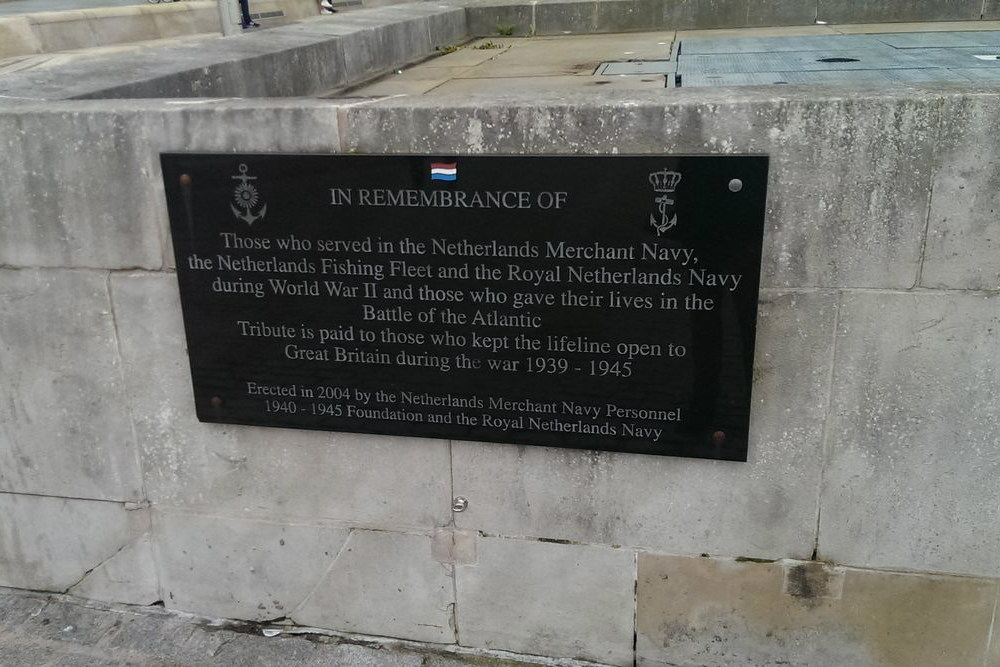 IN REMEMBRANCE OF
Those who served in the Netherlands Merchant Navy,
the Netherlands Fishing Fleet and the Royal Netherlands Navy
during World War II and those who gave their lives in the
Battle of the Atlantic
Tribute is paid to those who kept the lifeline open to
Great Britain during the war 1939 - 1945
Erected in 2004 by the Netherlands Merchant Navy Personnel
1940 - 1945 Foundation and the Royal Netherlands Navy